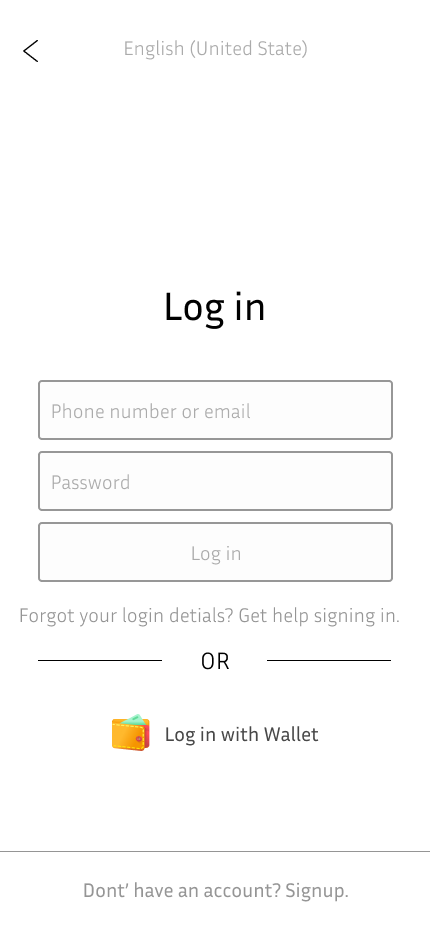 English (United State)
Log in
Phone number or email
Password
Log in
Forgot your login detials? Get help signing in.
OR
Log in with Wallet
Dont’ have an account? Signup.